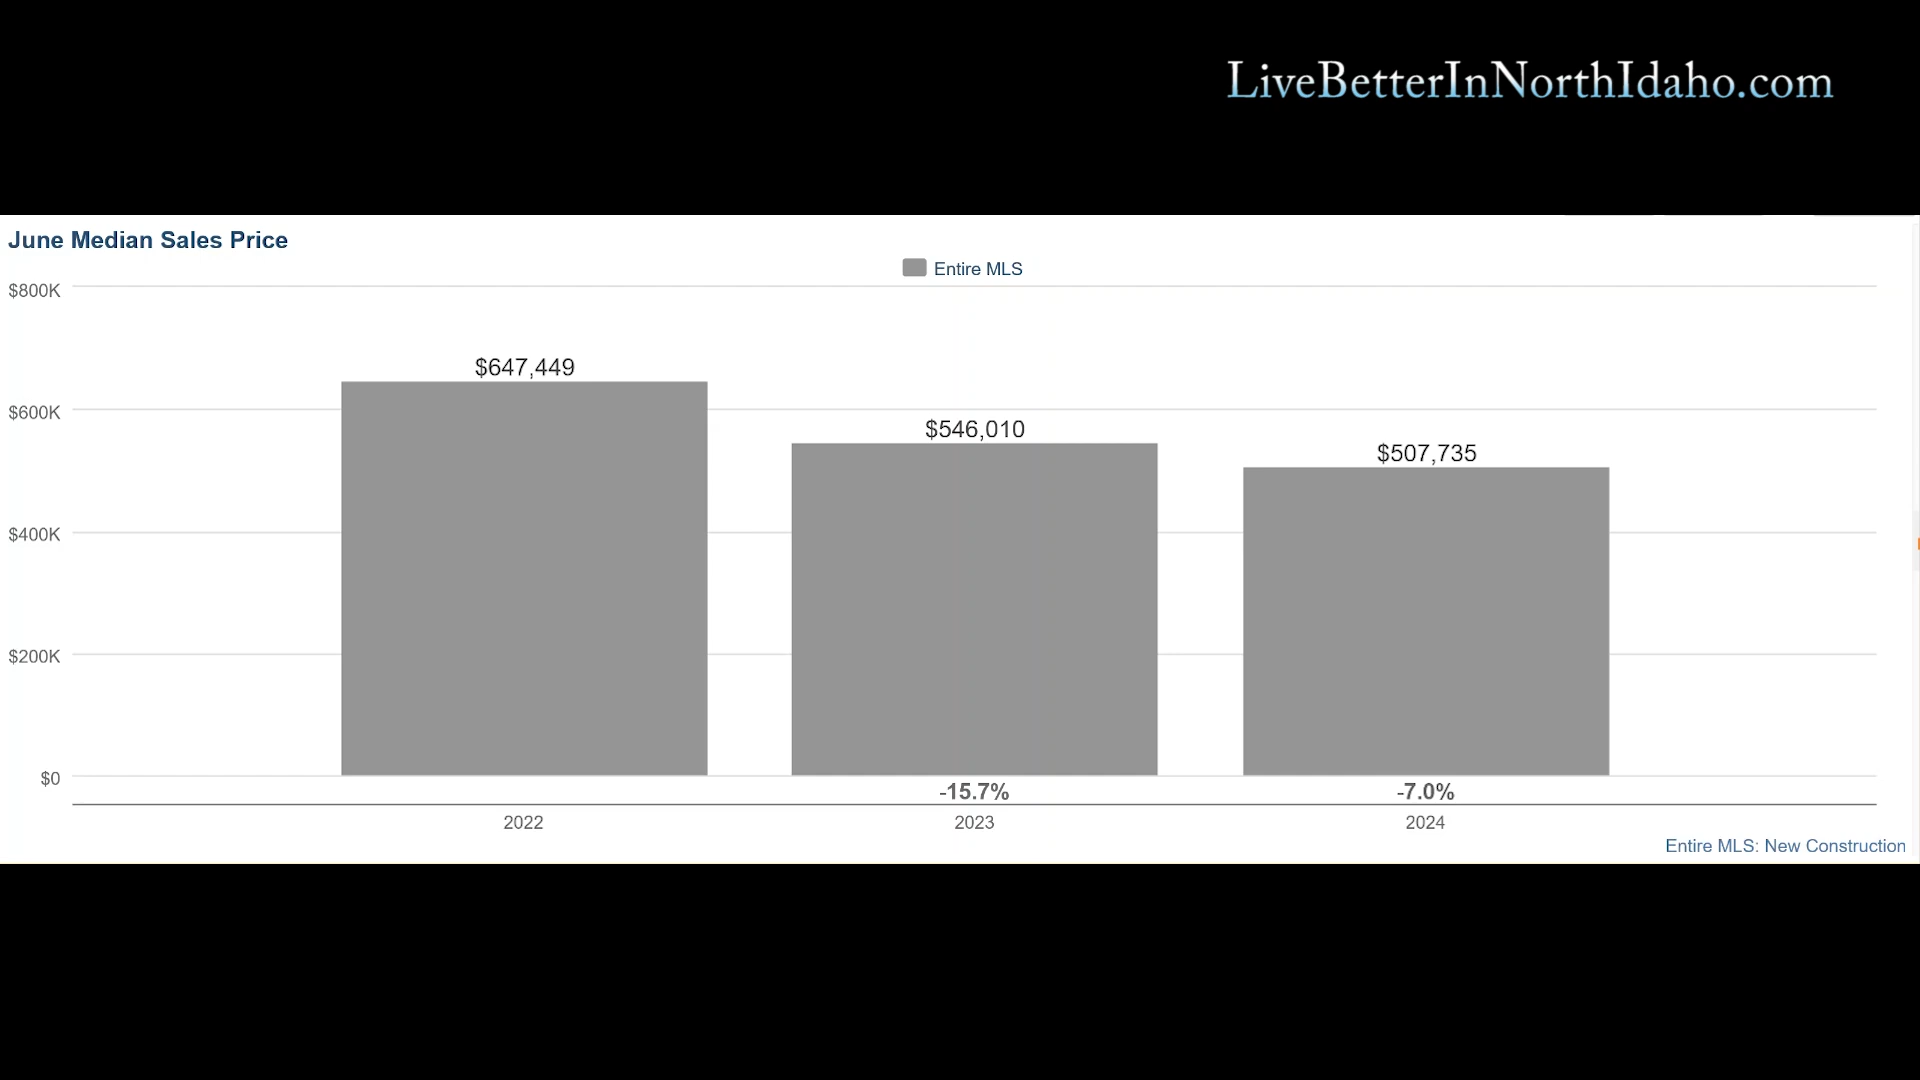 LiveBetterInNorthIdaho.com
June Median Sales Price
Entire MLS
$800K
$647,449
$600K
$546,010
$507,735
$400K
$200K
$0
-15.7% -7.0%
2022 2023 2024
Entire MLS: New Construction